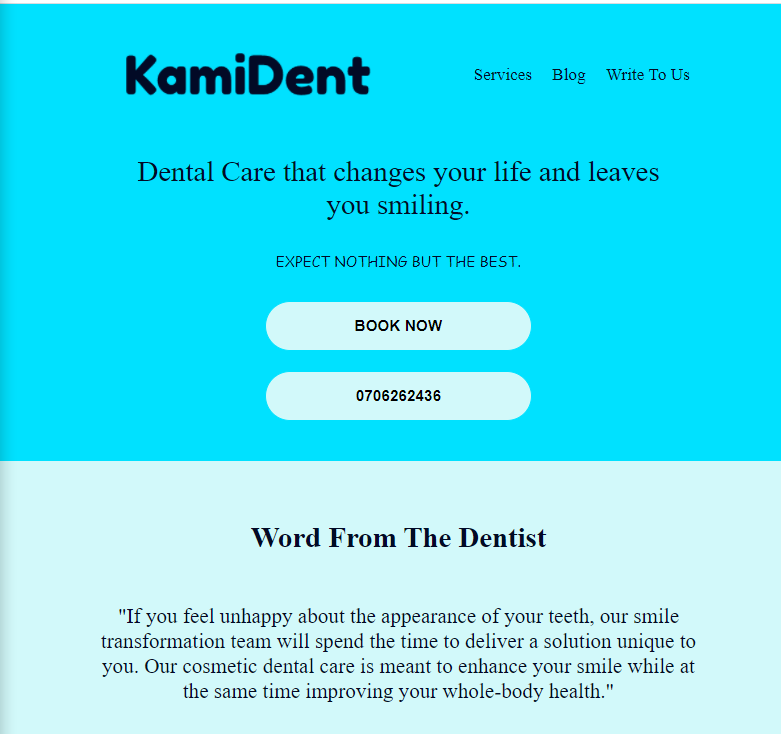 KamiDent
Services Blog Write To Us
Dental Care that changes your life and leaves
you smiling.
EXPECT NOTHING BUT THE BEST.
BOOK NOW
0706262436
Word From The Dentist
"If you feel unhappy about the appearance of your teeth, our smile
transformation team will spend the time to deliver a solution unique to
you. Our cosmetic dental care is meant to enhance your smile while at
the same time improving your whole-body health."